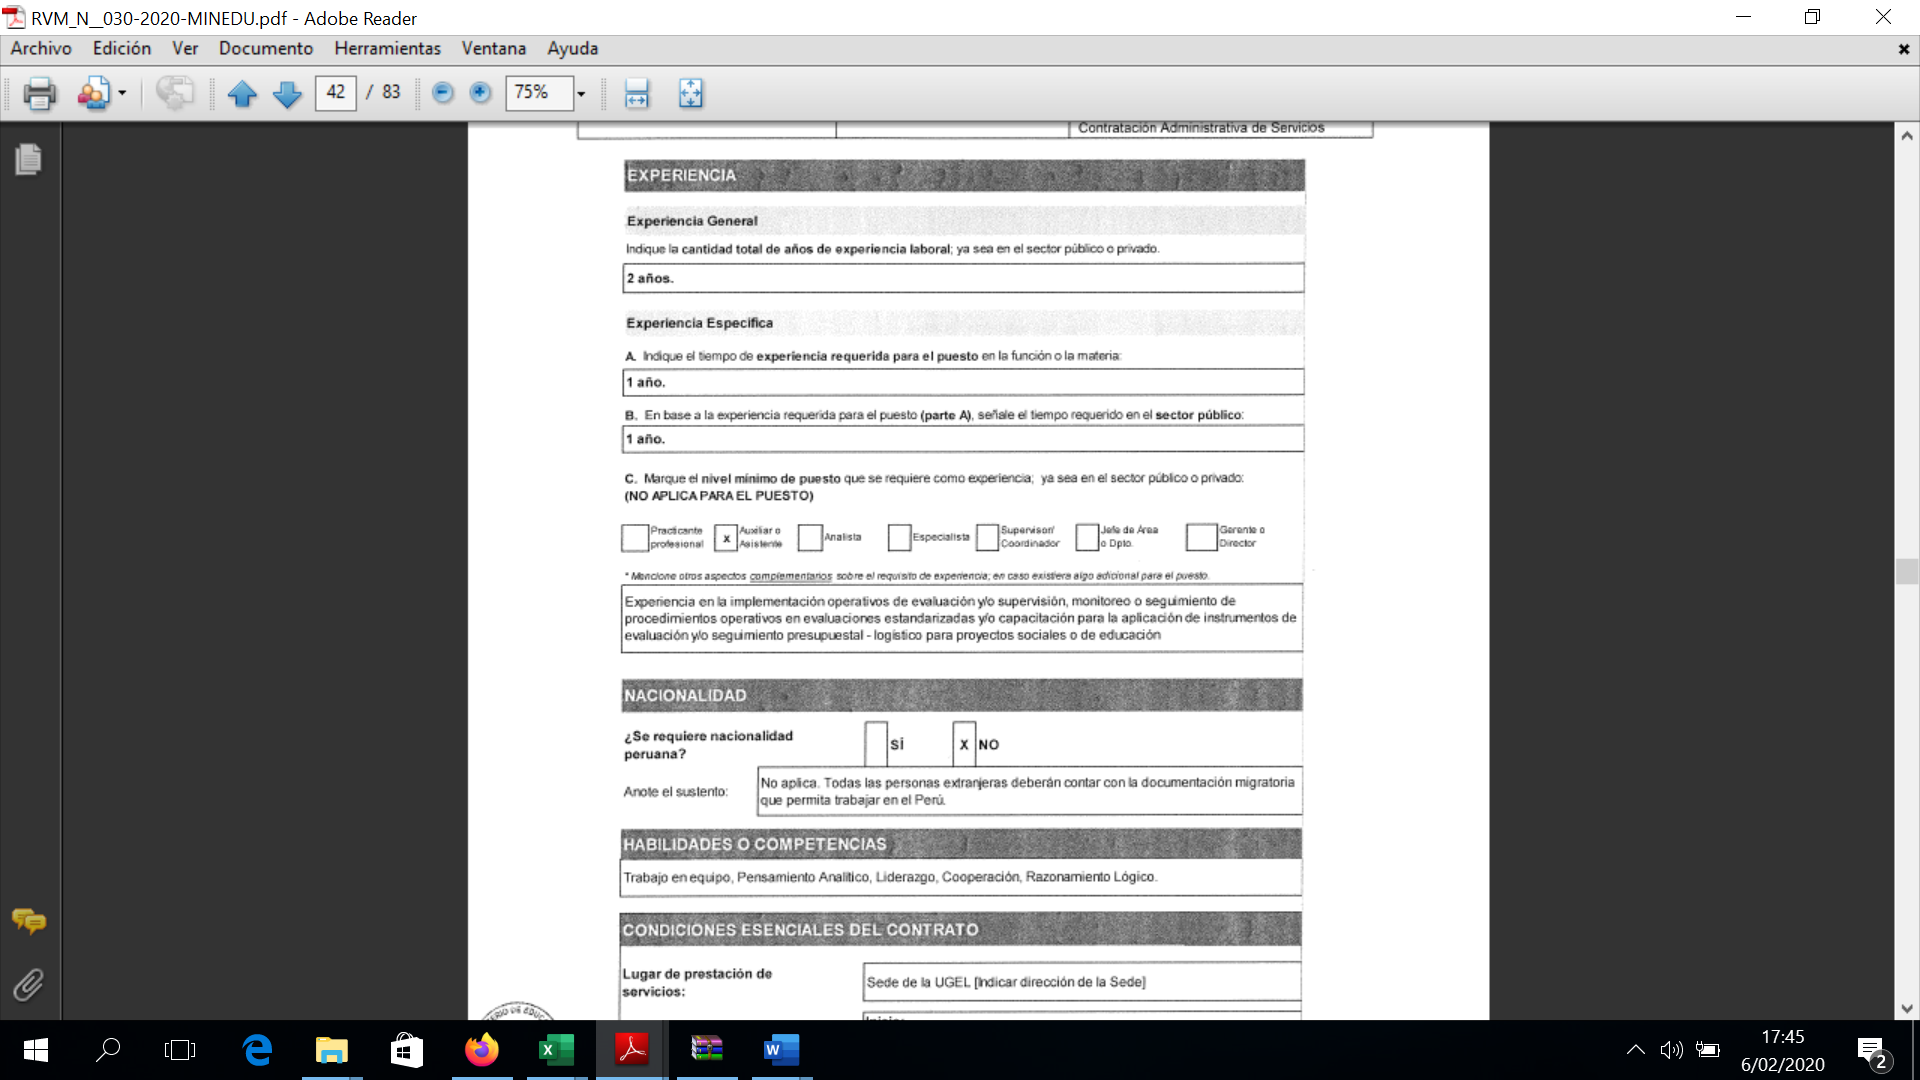 RVM_N__030-2020-MINEDU.pdf - Adobe Reader
Archivo Edición Ver Documento Herramientas Ventana Ayuda
42 / 83 75%
Contratación Administrativa de Servicios
EXPERIENCIA
Experiencia General
Indique la cantidad total de años de experiencia laboral; ya sea en el sector público o privado.
2 años.
Experiencia Específica
A. Indique el tiempo de experiencia requerida para el puesto en la función o la materia:
1 año.
B. En base a la experiencia requerida para el puesto (parte A), señale el tiempo requerido en el sector público:
1 año.
C. Marque el nivel mínimo de puesto que se requiere como experiencia; ya sea en el sector público o privado:
(NO APLICA PARA EL PUESTO)
Practicante profesional
x Auxiliar o Asistente
Analista
Especialista
Supervisor/ Coordinador
Jefe de Área o Dpto.
Gerente o Director
* Mencione otros aspectos complementarios sobre el requisito de experiencia; en caso existiera algo adicional para el puesto.
Experiencia en la implementación operativos de evaluación y/o supervisión, monitoreo o seguimiento de
procedimientos operativos en evaluaciones estandarizadas y/o capacitación para la aplicación de instrumentos de
evaluación y/o seguimiento presupuestal - logístico para proyectos sociales o de educación
NACIONALIDAD
¿Se requiere nacionalidad
peruana?
SÍ
X NO
Anote el sustento:
No aplica. Todas las personas extranjeras deberán contar con la documentación migratoria
que permita trabajar en el Perú.
HABILIDADES O COMPETENCIAS
Trabajo en equipo, Pensamiento Analítico, Liderazgo, Cooperación, Razonamiento Lógico.
CONDICIONES ESENCIALES DEL CONTRATO
Lugar de prestación de
servicios:
Sede de la UGEL [Indicar dirección de la Sede]
17:45
6/02/2020
2